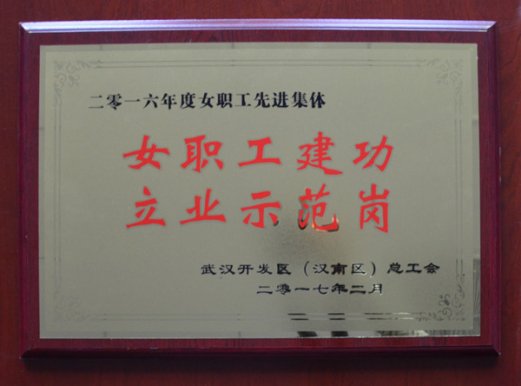 二零一六年度女职工先进集体
女职工建功
立业示范岗
武汉开发区（汉南区）总工会
二零一七年二月